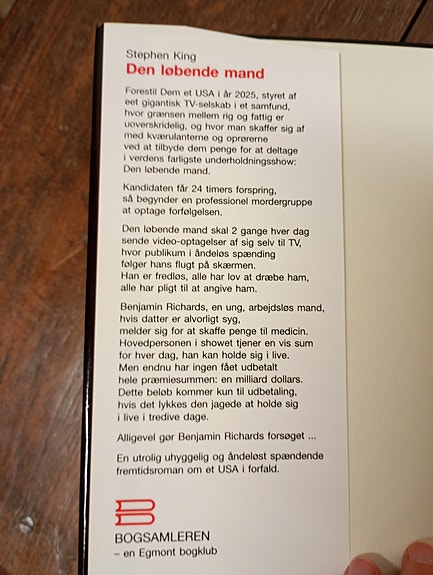 Stephen King
Den løbende mand
Forestil Dem et USA i år 2025, styret af
eet gigantisk TV-selskab i et samfund,
hvor grænsen mellem rig og fattig er
uoverskridelig, og hvor man skaffer sig af
med kværulanterne og oprørerne
ved at tilbyde dem penge for at deltage
i verdens farligste underholdningsshow:
Den løbende mand.
Kandidaten får 24 timers forspring,
så begynder en professionel mordergruppe
at optage forfølgelsen.
Den løbende mand skal 2 gange hver dag
sende video-optagelser af sig selv til TV,
hvor publikum i åndeløs spænding
følger hans flugt på skærmen.
Han er fredløs, alle har lov at dræbe ham,
alle har pligt til at angive ham.
Benjamin Richards, en ung, arbejdsløs mand,
hvis datter er alvorligt syg,
melder sig for at skaffe penge til medicin.
Hovedpersonen i showet tjener en vis sum
for hver dag, han kan holde sig i live.
Men endnu har ingen fået udbetalt
hele præmiesummen: en milliard dollars.
Dette beløb kommer kun til udbetaling,
hvis det lykkes den jagede at holde sig
i live i tredive dage.
Alligevel gør Benjamin Richards forsøget ...
En utrolig uhyggelig og åndeløst spændende
fremtidsroman om et USA i forfald.
BOGSAMLEREN
– en Egmont bogklub